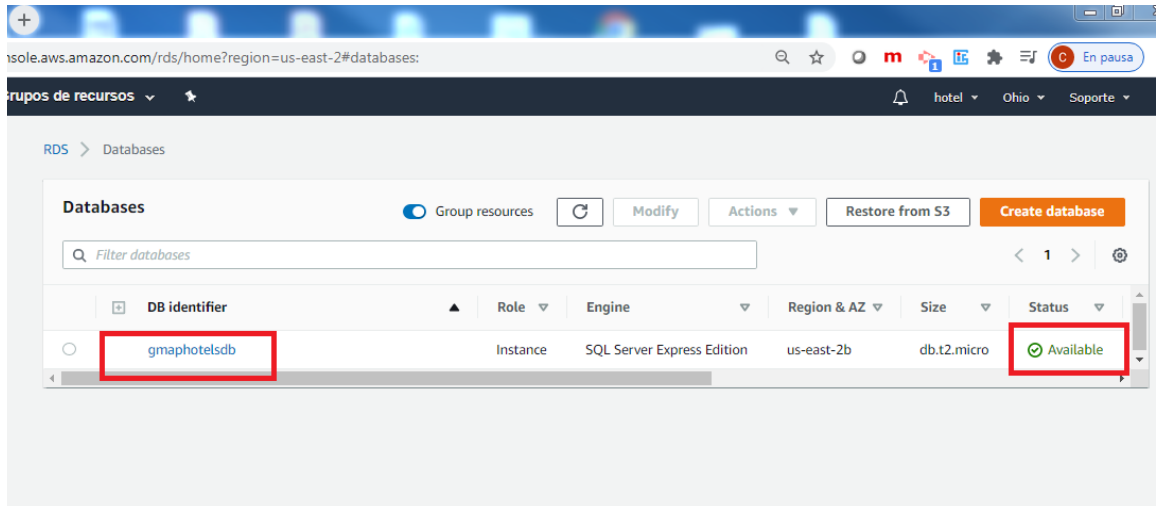 nsole.aws.amazon.com/rds/home?region=us-east-2#databases:
m
1
C
En pausa
Grupos de recursos
hotel
Ohio
Soporte
RDS > Databases
Databases
Group resources
Modify
Actions
Restore from S3
Create database
Filter databases
< 1 >
DB identifier
Role
Engine
Region & AZ
Size
Status
gmaphotelsdb
Instance
SQL Server Express Edition
us-east-2b
db.t2.micro
Available